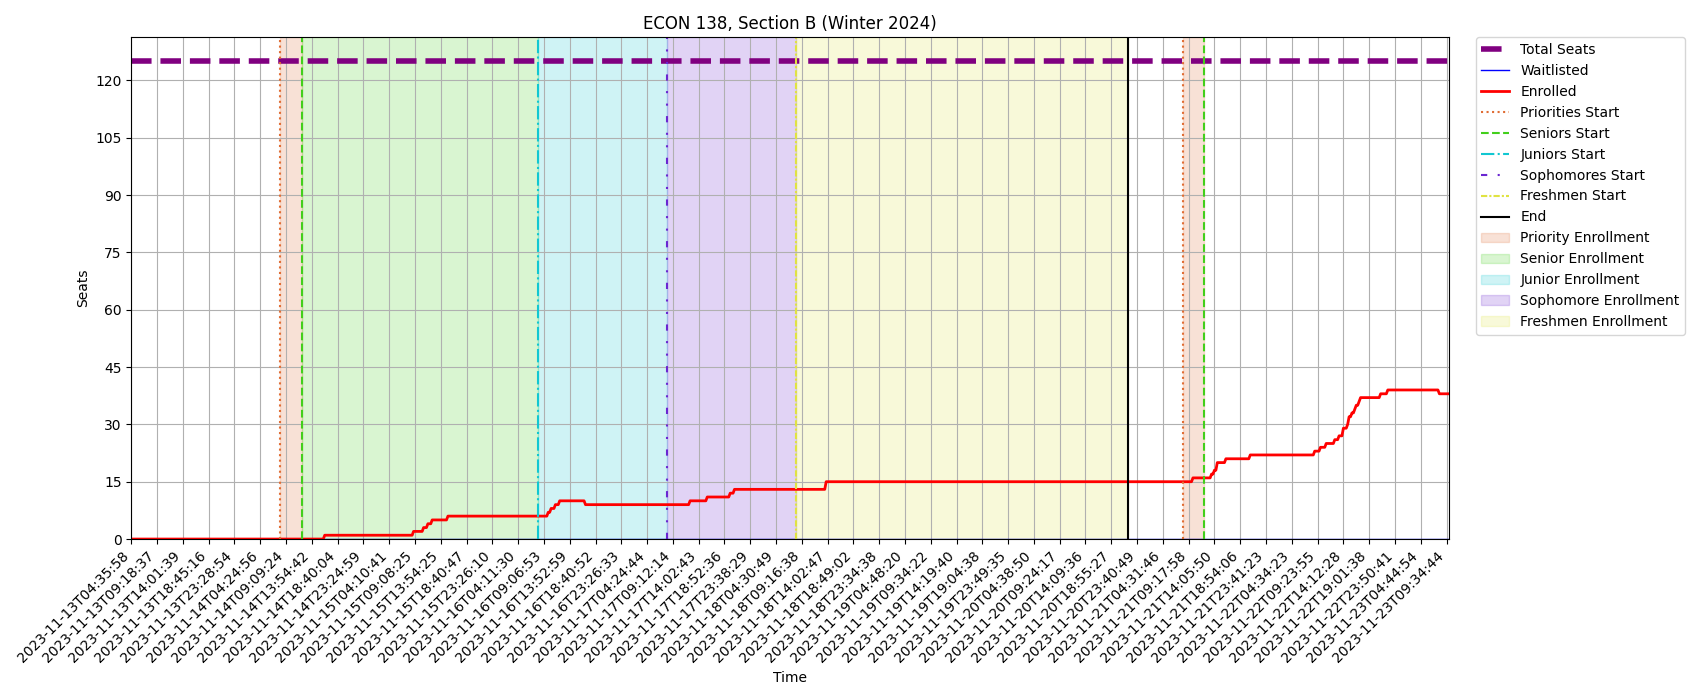 ECON 138, Section B (Winter 2024)
Seats
120
105
90
75
60
45
30
15
0
2023-11-13T04:35:58
2023-11-13T09:18:37
2023-11-13T14:01:39
2023-11-13T18:45:16
2023-11-13T23:28:54
2023-11-14T04:24:56
2023-11-14T09:09:24
2023-11-14T13:54:42
2023-11-14T18:40:04
2023-11-14T23:24:59
2023-11-15T04:10:41
2023-11-15T09:08:25
2023-11-15T13:54:25
2023-11-15T18:40:47
2023-11-15T23:26:10
2023-11-16T04:11:30
2023-11-16T09:06:53
2023-11-16T13:52:59
2023-11-16T18:40:52
2023-11-16T23:26:33
2023-11-17T04:24:44
2023-11-17T09:12:14
2023-11-17T14:02:43
2023-11-17T18:52:36
2023-11-17T23:38:29
2023-11-18T04:30:49
2023-11-18T09:16:38
2023-11-18T14:02:47
2023-11-18T18:49:02
2023-11-18T23:34:38
2023-11-19T04:48:20
2023-11-19T09:34:22
2023-11-19T14:19:40
2023-11-19T19:04:38
2023-11-19T23:49:35
2023-11-20T04:38:50
2023-11-20T09:24:17
2023-11-20T14:09:36
2023-11-20T18:55:27
2023-11-20T23:40:49
2023-11-21T04:31:46
2023-11-21T09:17:58
2023-11-21T14:05:50
2023-11-21T18:54:06
2023-11-21T23:41:23
2023-11-22T04:34:23
2023-11-22T09:23:55
2023-11-22T14:12:28
2023-11-22T19:01:38
2023-11-22T23:50:41
2023-11-23T04:44:54
2023-11-23T09:34:44
Time
Total Seats
Waitlisted
Enrolled
Priorities Start
Seniors Start
Juniors Start
Sophomores Start
Freshmen Start
End
Priority Enrollment
Senior Enrollment
Junior Enrollment
Sophomore Enrollment
Freshmen Enrollment